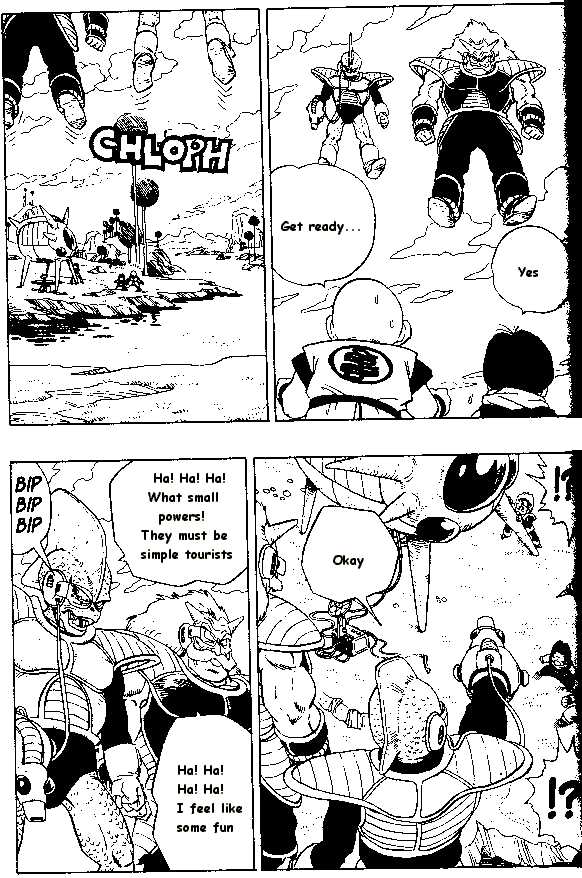 CHLOPH
Get ready...
Yes
BIP
BIP
BIP
Ha! Ha! Ha!
What small
powers!
They must be
simple tourists
Ha! Ha!
Ha! Ha!
I feel like
some fun
Okay
!?
!?